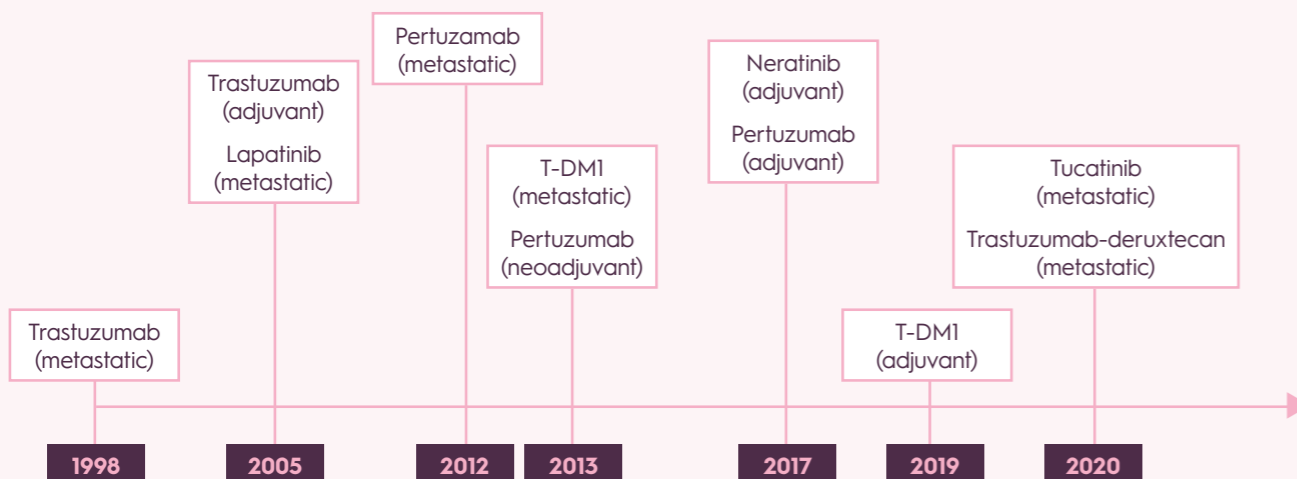 Trastuzumab
(metastatic)
Trastuzumab
(adjuvant)
Lapatinib
(metastatic)
Pertuzamab
(metastatic)
T-DM1
(metastatic)
Pertuzumab
(neoadjuvant)
Neratinib
(adjuvant)
Pertuzumab
(adjuvant)
T-DM1
(adjuvant)
Tucatinib
(metastatic)
Trastuzumab-deruxtecan
(metastatic)
1998
2005
2012
2013
2017
2019
2020